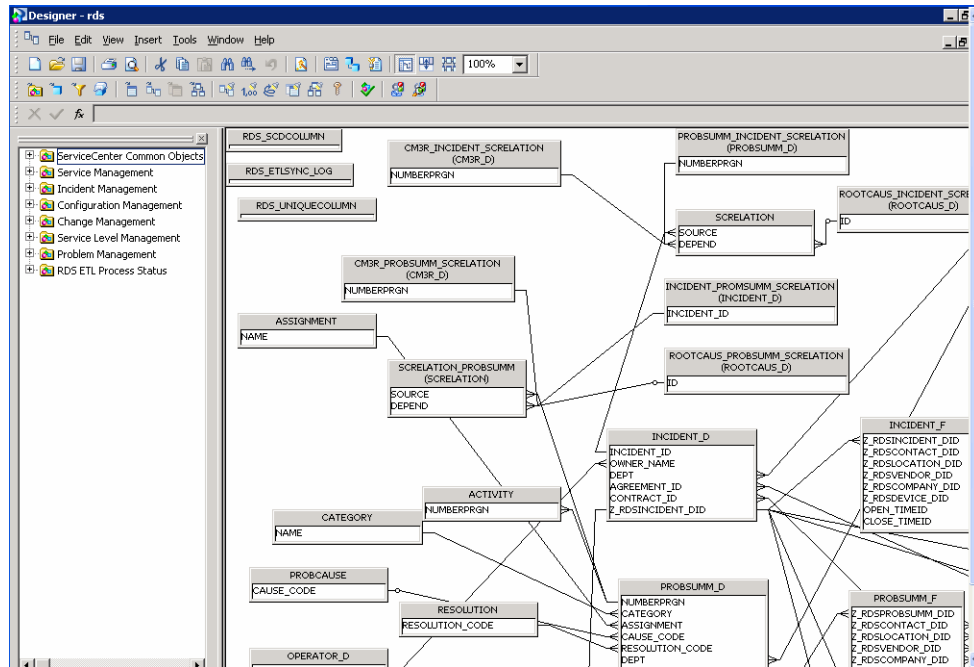 Designer - rds
File Edit View Insert Tools Window Help
100%
fx
ServiceCenter Common Objects
Service Management
Incident Management
Configuration Management
Change Management
Service Level Management
Problem Management
RDS ETL Process Status
RDS_SCDCOLUMN
RDS_ETLSYNC_LOG
RDS_UNIQUECOLUMN
CM3R_INCIDENT_SCRELATION
(CM3R_D)
NUMBERPRGN
PROBSUMM_INCIDENT_SCRELATION
(PROBSUMM_D)
NUMBERPRGN
ROOTCAUS_INCIDENT_SCRE
(ROOTCAUS_D)
ID
SCRELATION
SOURCE
DEPEND
CM3R_PROBSUMM_SCRELATION
(CM3R_D)
NUMBERPRGN
INCIDENT_PROMSUMM_SCRELATION
(INCIDENT_D)
INCIDENT_ID
ASSIGNMENT
NAME
SCRELATION_PROBSUMM
(SCRELATION)
SOURCE
DEPEND
ROOTCAUS_PROBSUMM_SCRELATION
(ROOTCAUS_D)
ID
INCIDENT_D
INCIDENT_ID
OWNER_NAME
DEPT
AGREEMENT_ID
CONTRACT_ID
Z_RDSINCIDENT_DID
INCIDENT_F
Z_RDSINCIDENT_DID
Z_RDSCONTACT_DID
Z_RDSLOCATION_DID
Z_RDSVENDOR_DID
Z_RDSCOMPANY_DID
Z_RDSDEVICE_DID
OPEN_TIMEID
CLOSE_TIMEID
ACTIVITY
NUMBERPRGN
CATEGORY
NAME
PROBCAUSE
CAUSE_CODE
RESOLUTION
RESOLUTION_CODE
OPERATOR_D
PROBSUMM_D
NUMBERPRGN
CATEGORY
ASSIGNMENT
CAUSE_CODE
RESOLUTION_CODE
DEPT
PROBSUMM_F
Z_RDSPROBSUMM_DID
Z_RDSCONTACT_DID
Z_RDSLOCATION_DID
Z_RDSVENDOR_DID
Z_RDSCOMPANY_DID